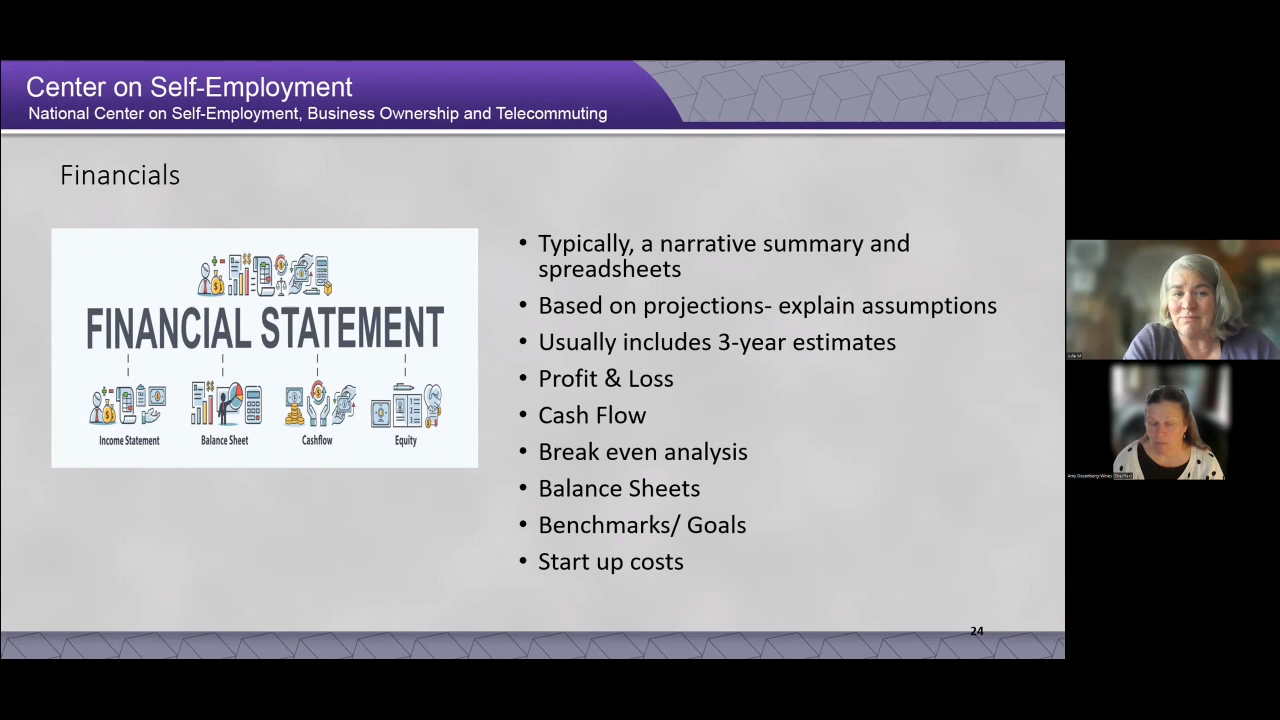 Center on Self-Employment
National Center on Self-Employment, Business Ownership and Telecommuting
Financials
FINANCIAL STATEMENT
Income Statement
Balance Sheet
Cashflow
Equity
• Typically, a narrative summary and
spreadsheets
• Based on projections- explain assumptions
• Usually includes 3-year estimates
• Profit & Loss
• Cash Flow
• Break even analysis
• Balance Sheets
• Benchmarks/ Goals
• Start up costs
24
Julie M